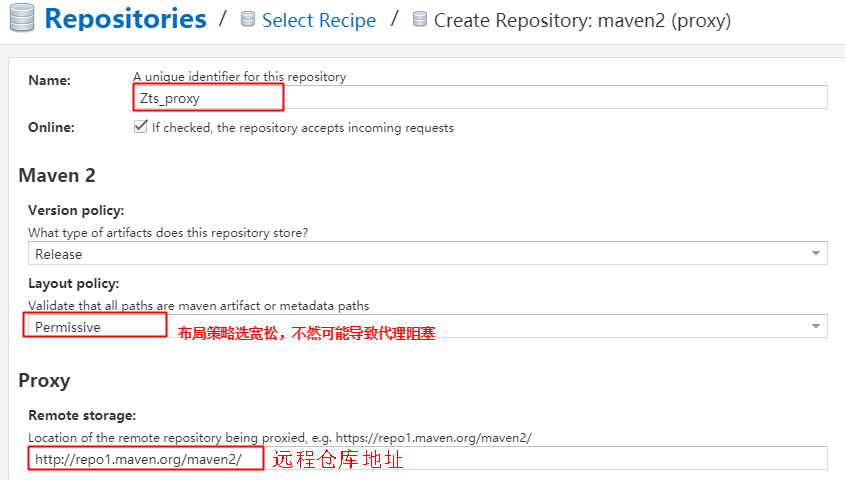 Repositories / Select Recipe / Create Repository: maven2 (proxy)
Name: A unique identifier for this repository
Zts_proxy
Online: If checked, the repository accepts incoming requests
Maven 2
Version policy:
What type of artifacts does this repository store?
Release
Layout policy:
Validate that all paths are maven artifact or metadata paths
Permissive 布局策略选宽松，不然可能导致代理阻塞
Proxy
Remote storage:
Location of the remote repository being proxied, e.g. https://repo1.maven.org/maven2/
http://repo1.maven.org/maven2/ 远程仓库地址